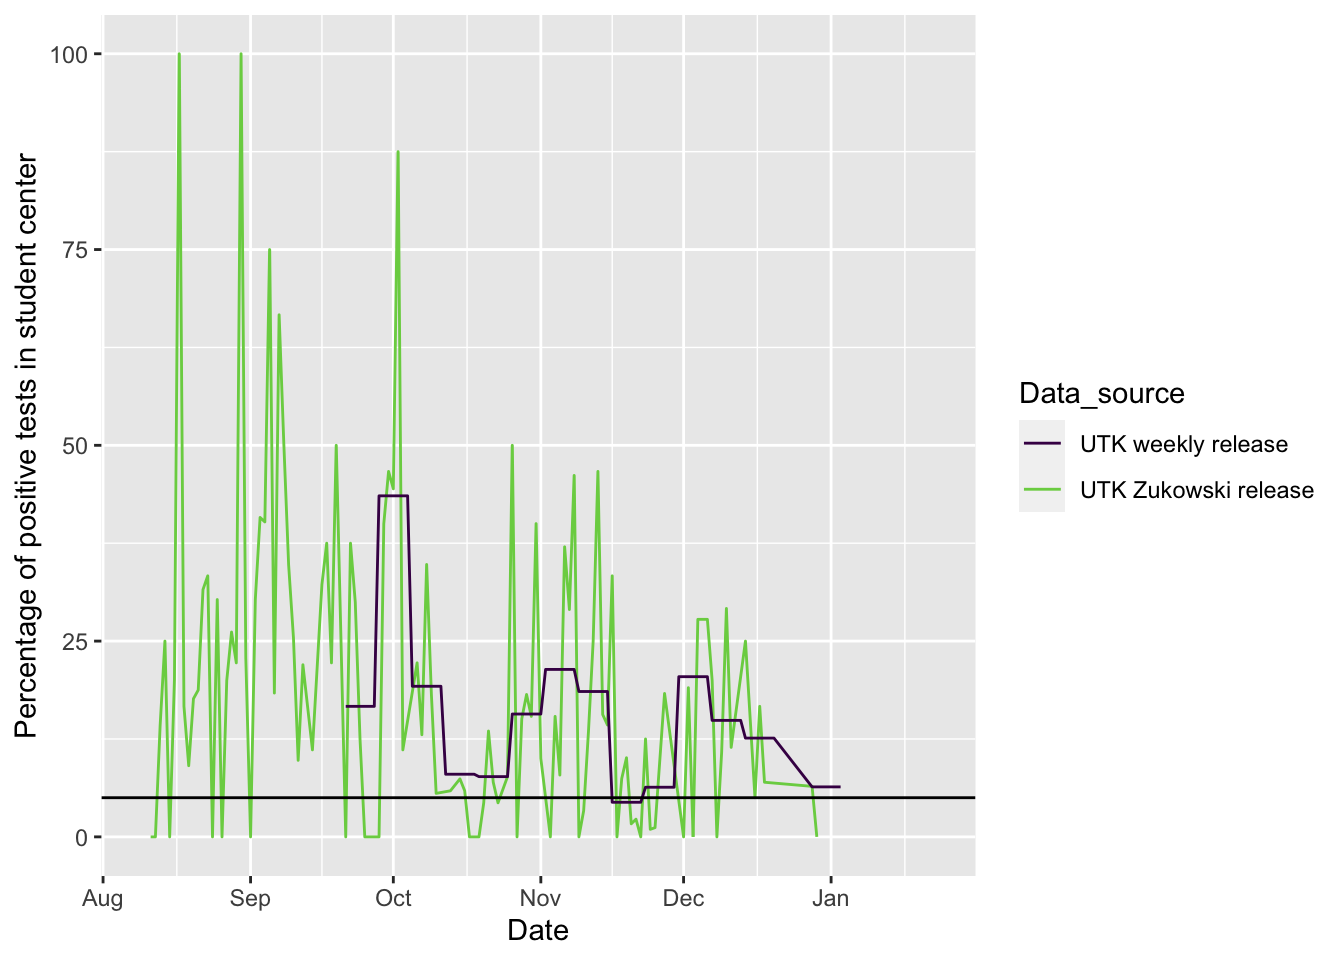 Percentage of positive tests in student center
100
75
50
25
0
Aug Sep Oct Nov Dec Jan
Date
Data_source
UTK weekly release
UTK Zukowski release